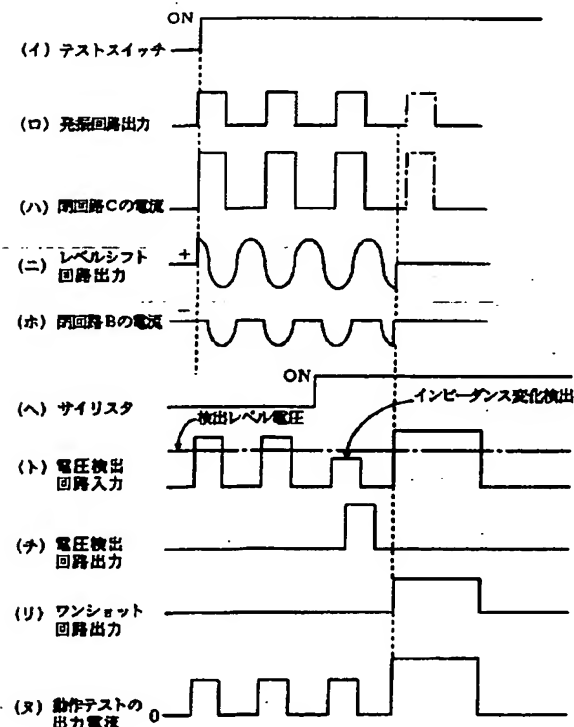 ON
(イ) テストスイッチ
(ロ) 発振回路出力
(ハ) 閉回路Cの電流
(ニ) レベルシフト
回路出力
+
(ホ) 閉回路Bの電流
−
ON
(ヘ) サイリスタ
検出レベル電圧
インピーダンス変化検出
(ト) 電圧検出
回路入力
(チ) 電圧検出
回路出力
(リ) ワンショット
回路出力
(ヌ) 動作テストの
出力電流
0